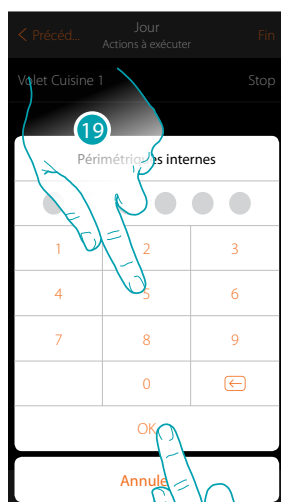 Précéd...
Jour
Fin
Actions à exécuter
Volet Cuisine 1
Stop
19
Périmétriques internes
1 2 3
4 5 6
7 8 9
0
OK
Annule